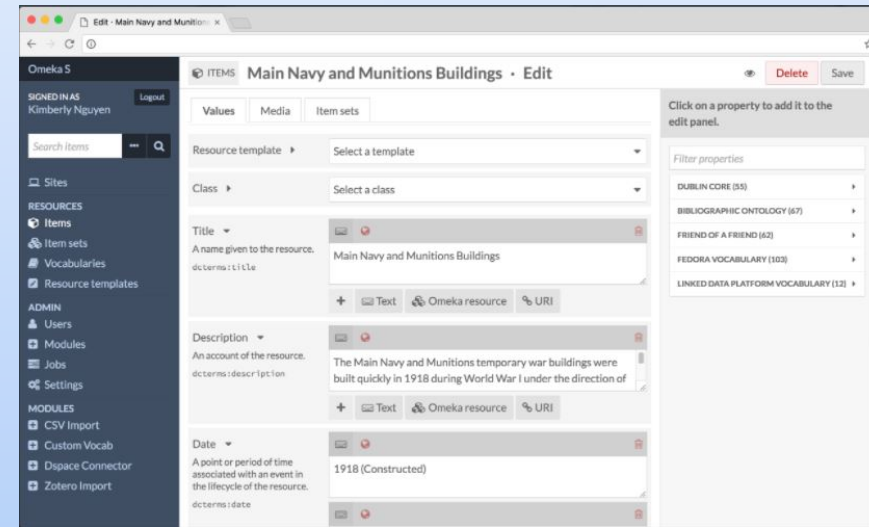 Edit · Main Navy and Munitions
Omeka S
SIGNED IN AS
Logout
Kimberly Nguyen
Search items
Sites
RESOURCES
Items
Item sets
Vocabularies
Resource templates
ADMIN
Users
Modules
Jobs
Settings
MODULES
CSV Import
Custom Vocab
Dspace Connector
Zotero Import
ITEMS Main Navy and Munitions Buildings · Edit
Delete Save
Values Media Item sets
Resource template
Select a template
Class
Select a class
Title
A name given to the resource.
dcterms:title
Main Navy and Munitions Buildings
+ Text Omeka resource URI
Description
An account of the resource.
dcterms:description
The Main Navy and Munitions temporary war buildings were
built quickly in 1918 during World War I under the direction of
+ Text Omeka resource URI
Date
A point or period of time
associated with an event in
the lifecycle of the resource.
dcterms:date
1918 (Constructed)
Click on a property to add it to the
edit panel.
Filter properties
DUBLIN CORE (55)
BIBLIOGRAPHIC ONTOLOGY (67)
FRIEND OF A FRIEND (62)
FEDORA VOCABULARY (103)
LINKED DATA PLATFORM VOCABULARY (12)